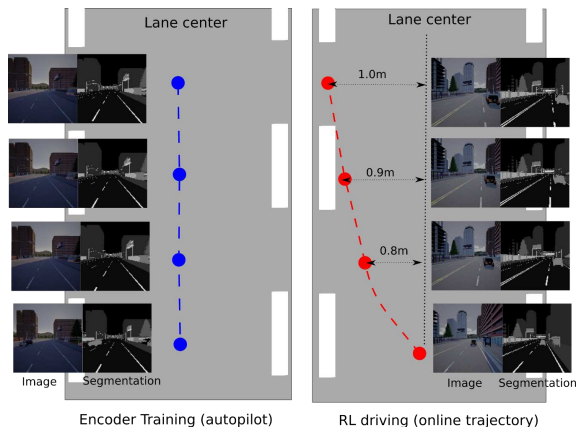 Lane center
Lane center
1.0m
0.9m
0.8m
Image
Segmentation
Image
Segmentation
Encoder Training (autopilot)
RL driving (online trajectory)